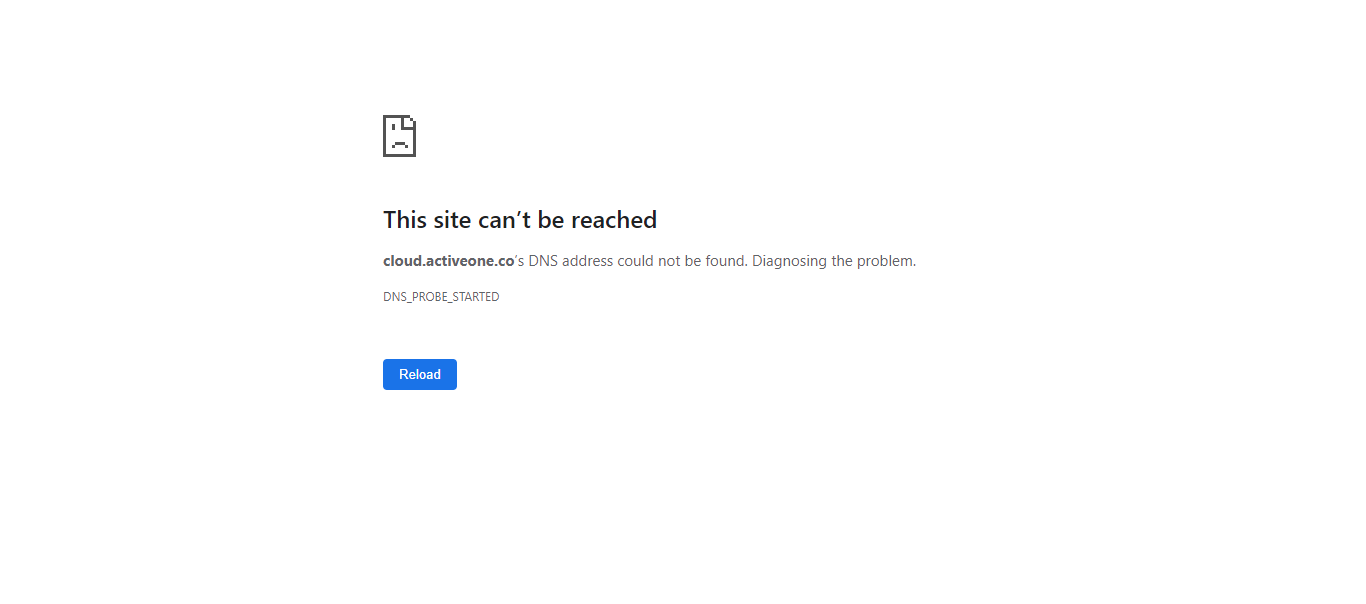 This site can’t be reached
cloud.activeone.co's DNS address could not be found. Diagnosing the problem.
DNS_PROBE_STARTED
Reload